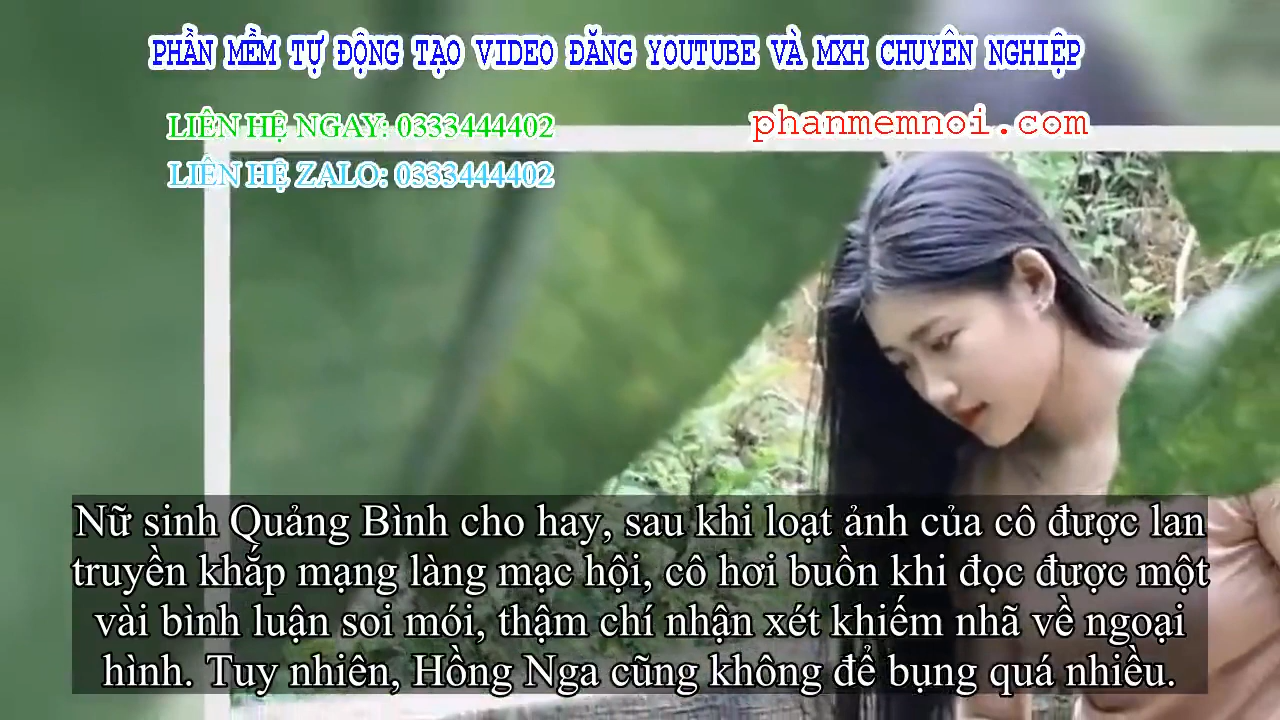 PHẦN MỀM TỰ ĐỘNG TẠO VIDEO ĐĂNG YOUTUBE VÀ MXH CHUYÊN NGHIỆP
LIÊN HỆ NGAY: 0333444402
phanmemnoi.com
LIÊN HỆ ZALO: 0333444402
Nữ sinh Quảng Bình cho hay, sau khi loạt ảnh của cô được lan
truyền khắp mạng làng mạc hội, cô hơi buồn khi đọc được một
vài bình luận soi mói, thậm chí nhận xét khiếm nhã về ngoại
hình. Tuy nhiên, Hồng Nga cũng không để bụng quá nhiều.